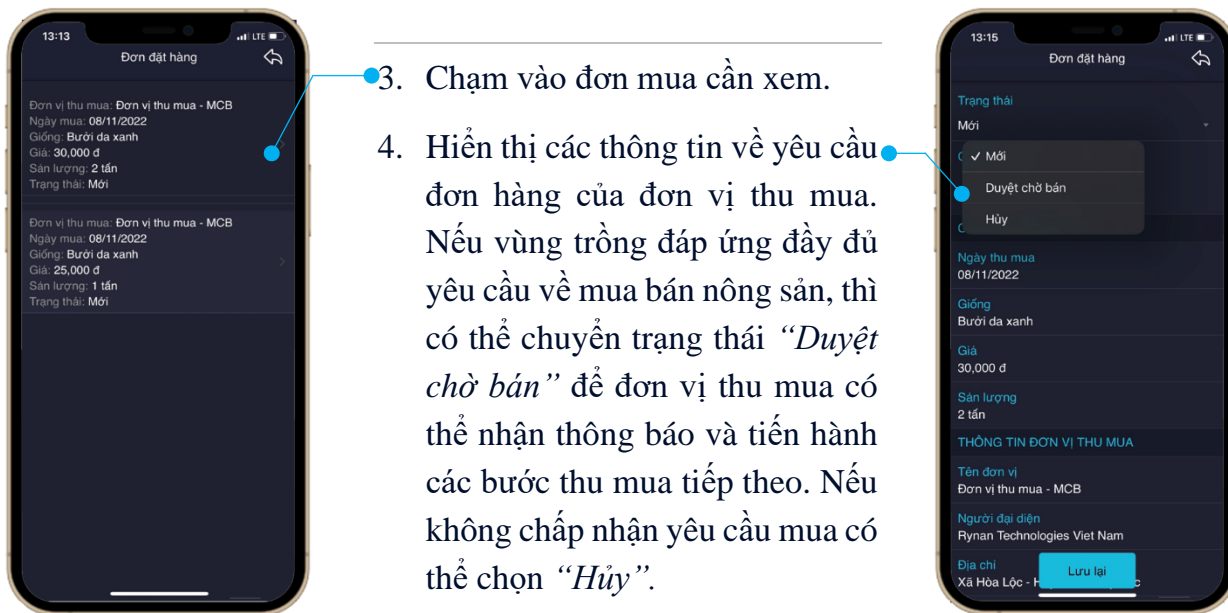 13:13
LTE
Đơn đặt hàng
Đơn vị thu mua: Đơn vị thu mua - MCB
Ngày mua: 08/11/2022
Giống: Bưởi da xanh
Giá: 30,000 đ
Sản lượng: 2 tấn
Trạng thái: Mới
Đơn vị thu mua: Đơn vị thu mua - MCB
Ngày mua: 08/11/2022
Giống: Bưởi da xanh
Giá: 25,000 đ
Sản lượng: 1 tấn
Trạng thái: Mới
3. Chạm vào đơn mua cần xem.
4. Hiển thị các thông tin về yêu cầu
đơn hàng của đơn vị thu mua.
Nếu vùng trồng đáp ứng đầy đủ
yêu cầu về mua bán nông sản, thì
có thể chuyển trạng thái “Duyệt
chờ bán” để đơn vị thu mua có
thể nhận thông báo và tiến hành
các bước thu mua tiếp theo. Nếu
không chấp nhận yêu cầu mua có
thể chọn “Hủy”.
13:15
LTE
Đơn đặt hàng
Trạng thái
Mới
✓ Mới
Duyệt chờ bán
Hủy
Ngày thu mua
08/11/2022
Giống
Bưởi da xanh
Giá
30,000 đ
Sản lượng
2 tấn
THÔNG TIN ĐƠN VỊ THU MUA
Tên đơn vị
Đơn vị thu mua - MCB
Người đại diện
Rynan Technologies Viet Nam
Địa chỉ
Xã Hòa Lộc -
Lưu lại